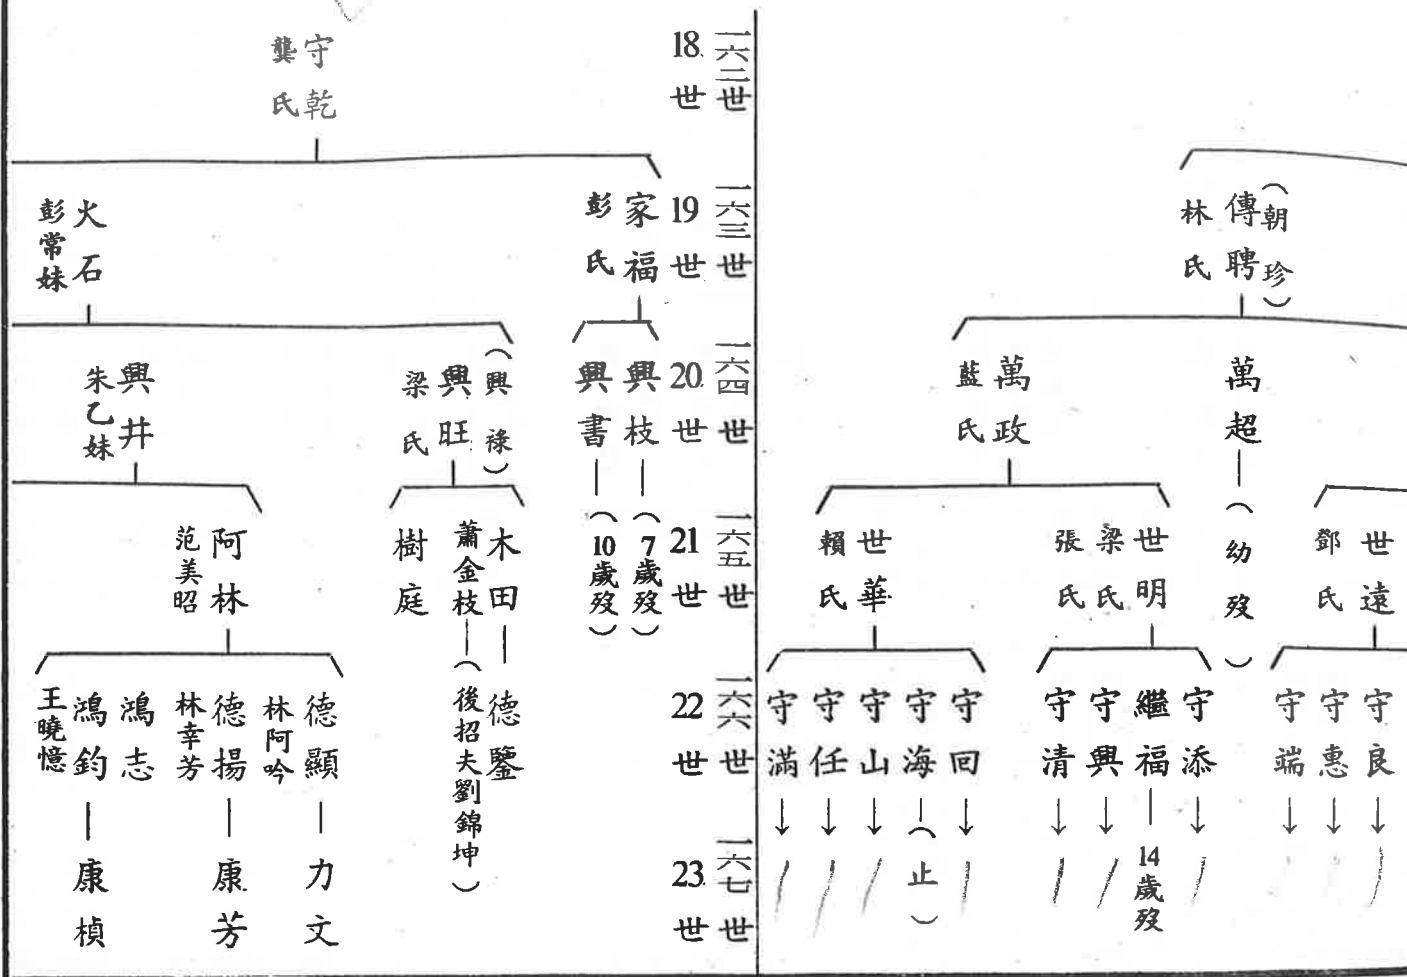 （朝珍）
傳聘
林氏
萬超
（幼歿）
萬政
藍氏
世遠
鄧氏
世明
梁氏
張氏
世華
賴氏
守良
守惠
守端
守添
繼福
14歲歿
守興
守清
守回
守海
（止）
守山
守任
守滿
一六二世
18世
一六三世
19世
一六四世
20世
一六五世
21世
一六六世
22世
一六七世
23世
守乾
龔氏
家福
彭氏
火石
彭常妹
興枝
（7歲歿）
興書
（10歲歿）
（興祿）
興旺
梁氏
興井
朱乙妹
木田
蕭金枝
（後招夫劉錦坤）
樹庭
阿林
范美昭
德鑒
德顯
林阿吟
德揚
林幸芳
鴻志
鴻鈞
王曉憶
力文
康芳
康楨